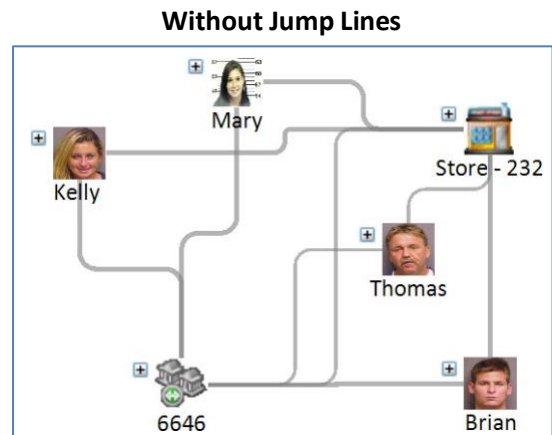 Without Jump Lines
Mary
Kelly
Store - 232
Thomas
6646
Brian